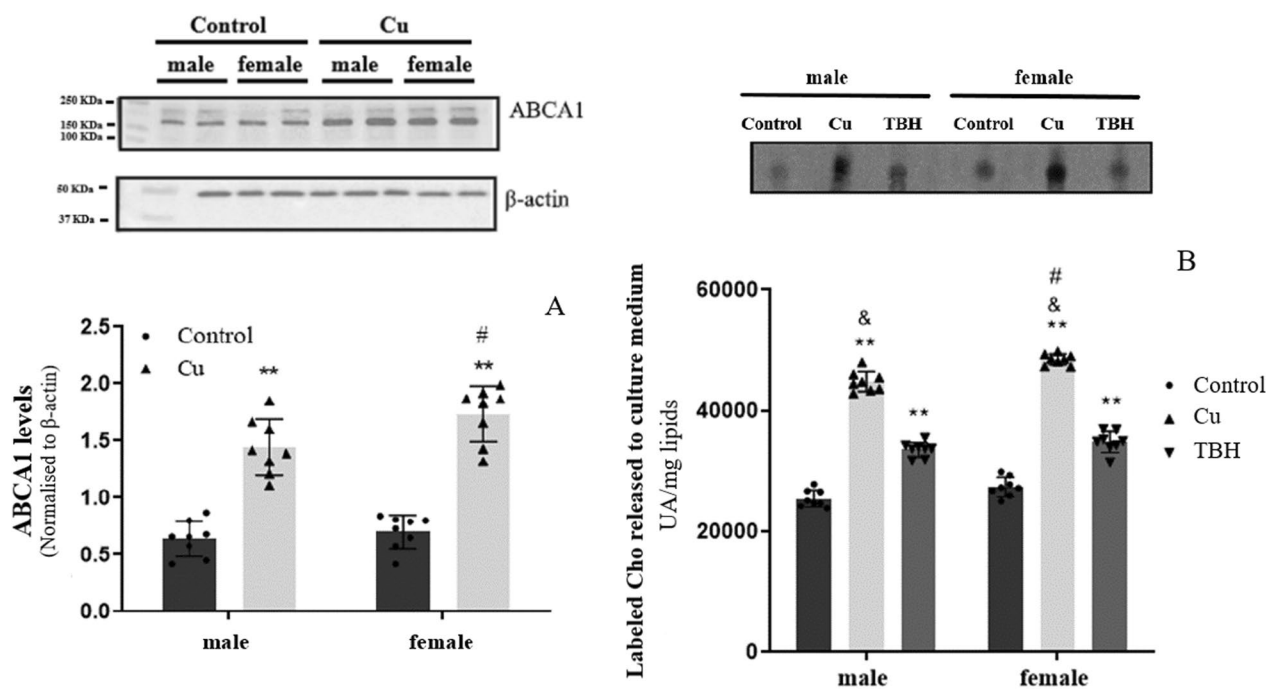 Control Cu
male female male female
250 KDa
150 KDa
100 KDa
ABCA1
50 KDa
37 KDa
β-actin
A
ABCA1 levels
(Normalised to β-actin)
2.5
2.0
1.5
1.0
0.5
0.0
Control
Cu
**
#
**
male female
male female
Control Cu TBH Control Cu TBH
B
Labeled Cho released to culture medium
UA/mg lipids
60000
40000
20000
0
&
**
**
#
&
**
**
Control
Cu
TBH
male female